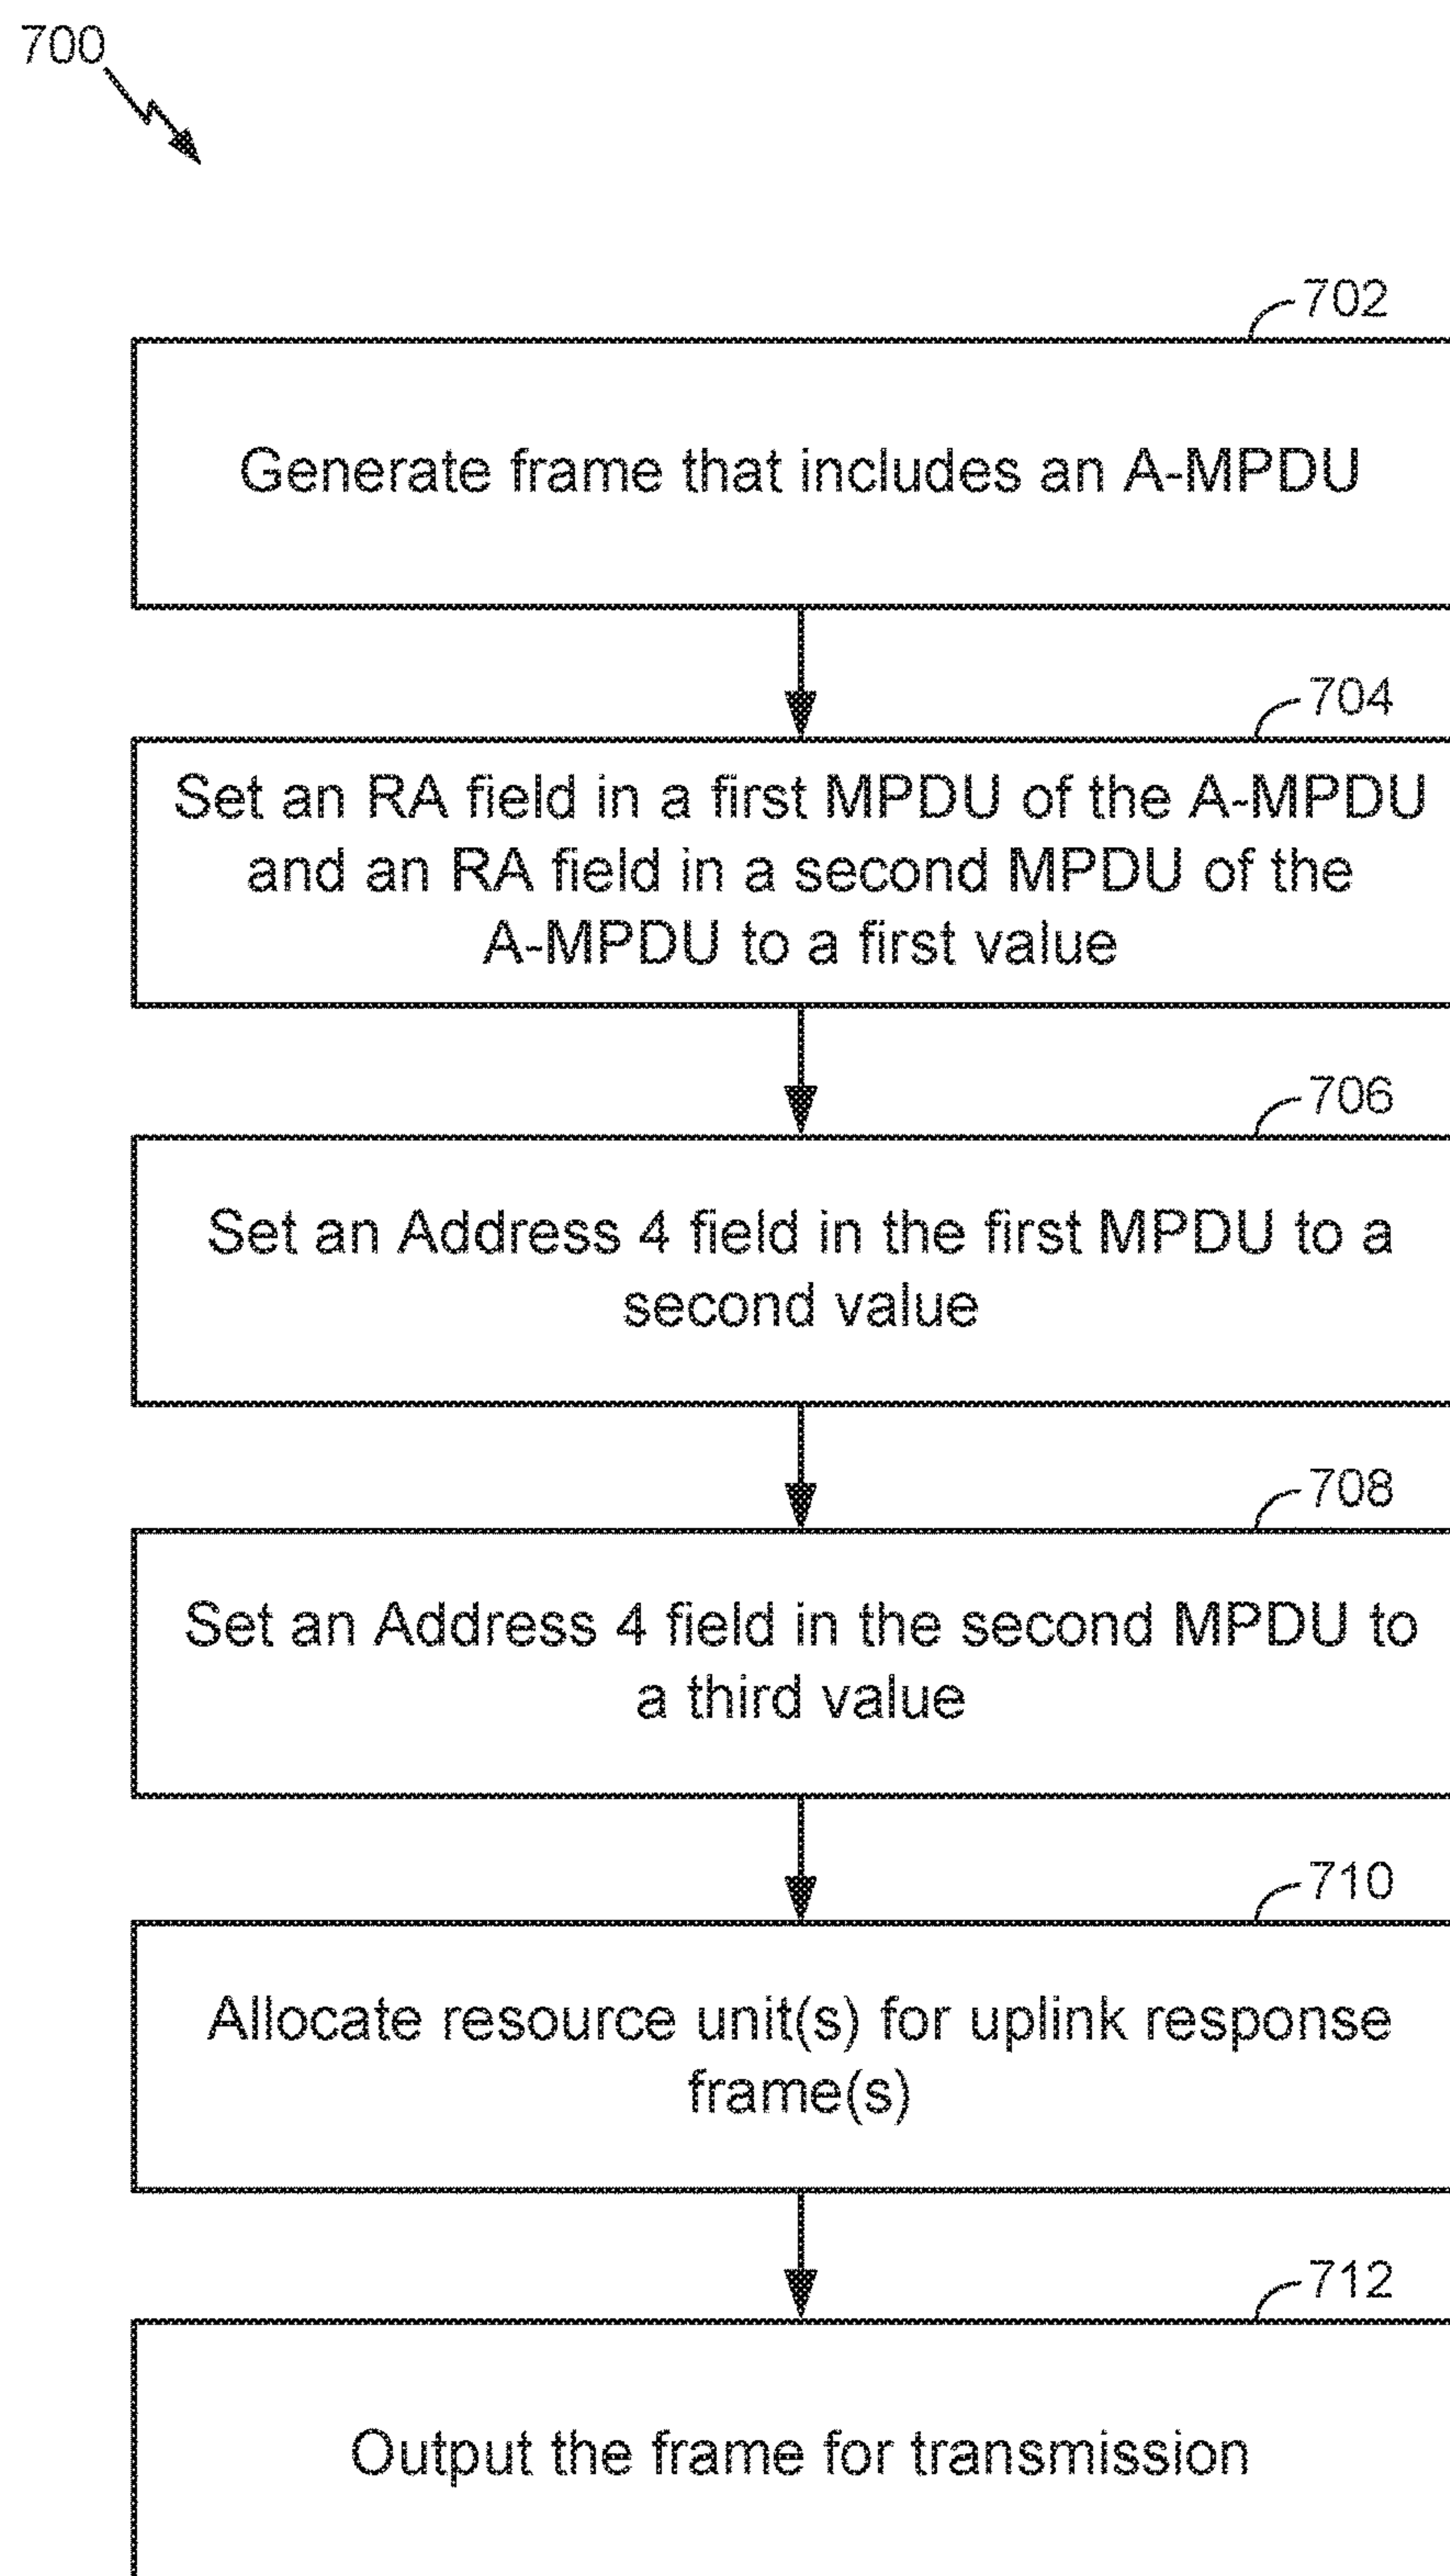 700
702
Generate frame that includes an A-MPDU
704
Set an RA field in a first MPDU of the A-MPDU
and an RA field in a second MPDU of the
A-MPDU to a first value
706
Set an Address 4 field in the first MPDU to a
second value
708
Set an Address 4 field in the second MPDU to
a third value
710
Allocate resource unit(s) for uplink response
frame(s)
712
Output the frame for transmission